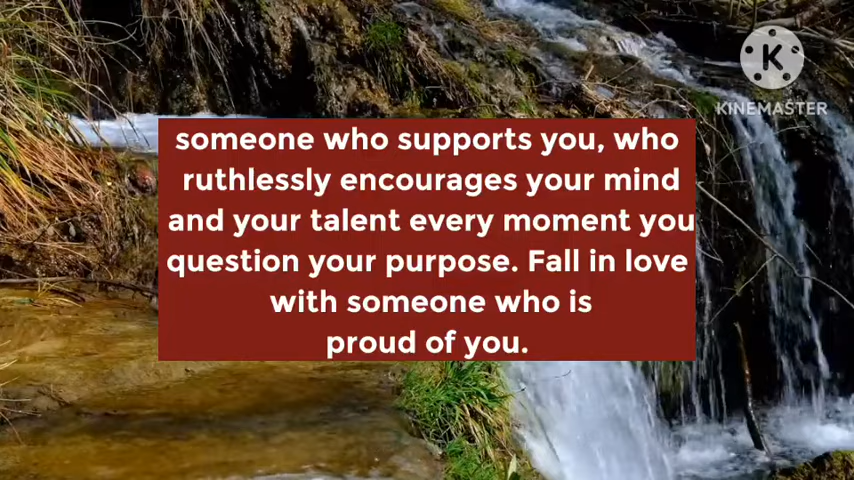 K
KINEMASTER
someone who supports you, who
ruthlessly encourages your mind
and your talent every moment you
question your purpose. Fall in love
with someone who is
proud of you.